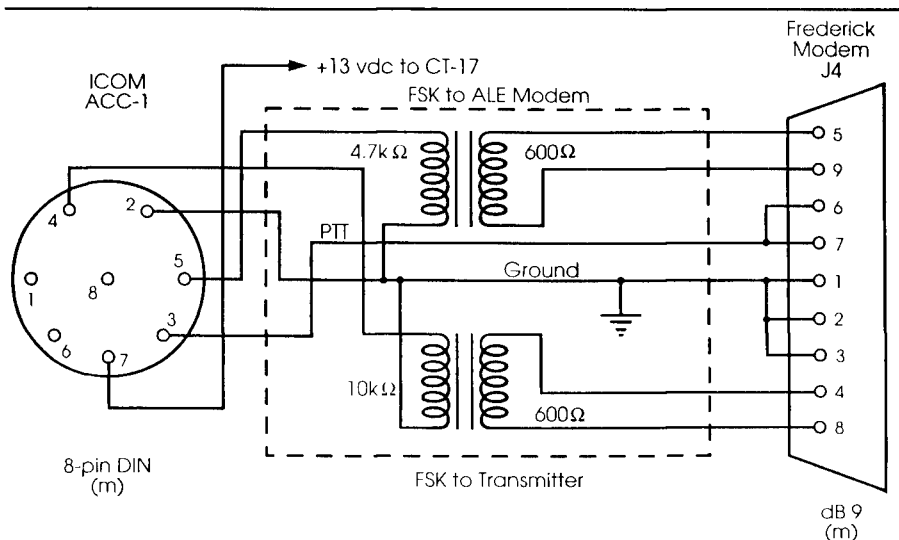 Frederick
Modem
J4
ICOM
ACC-1
+13 vdc to CT-17
FSK to ALE Modem
4.7kΩ
600Ω
5
9
6
7
1
2
3
4
8
4
2
5
1
8
3
6
7
PTT
Ground
10kΩ
600Ω
8-pin DIN
(m)
FSK to Transmitter
dB 9
(m)